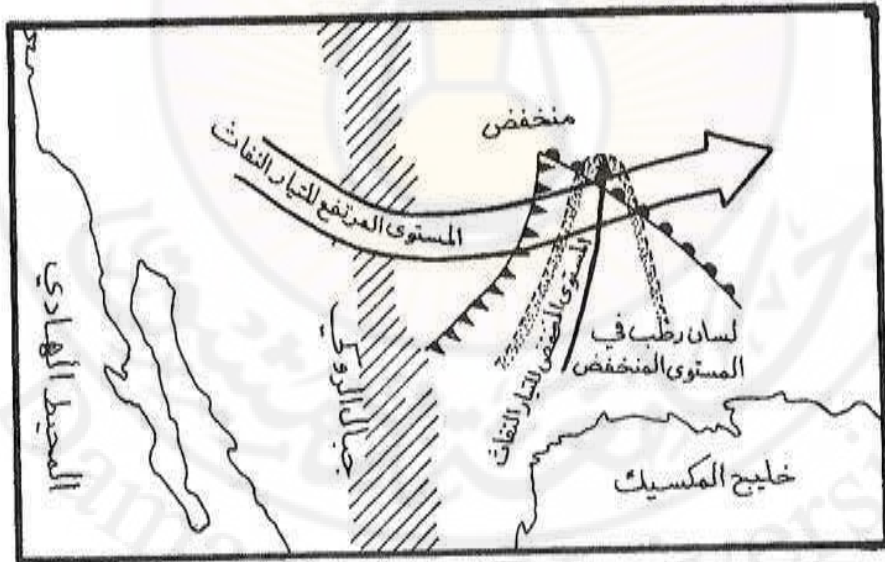 منخفض
المستوى المرتفع للتيار النفاث
المستوى المنخفض للتيار النفاث
لسان رطب في
المستوى المنخفض
جبال الروكي
المحيط الهادي
خليج المكسيك